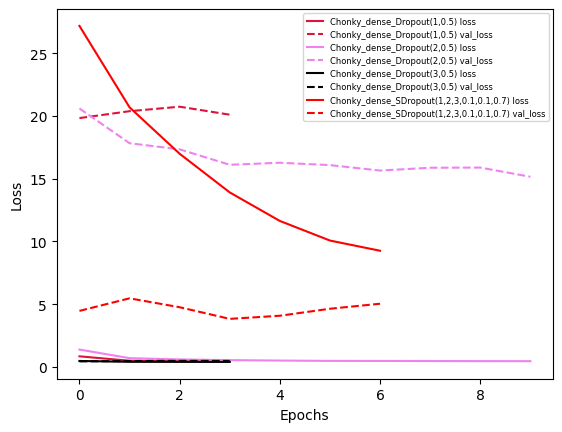 Chonky_dense_Dropout(1,0.5) loss
Chonky_dense_Dropout(1,0.5) val_loss
Chonky_dense_Dropout(2,0.5) loss
Chonky_dense_Dropout(2,0.5) val_loss
Chonky_dense_Dropout(3,0.5) loss
Chonky_dense_Dropout(3,0.5) val_loss
Chonky_dense_SDropout(1,2,3,0.1,0.1,0.7) loss
Chonky_dense_SDropout(1,2,3,0.1,0.1,0.7) val_loss
25
20
15
10
5
0
Loss
0 2 4 6 8
Epochs